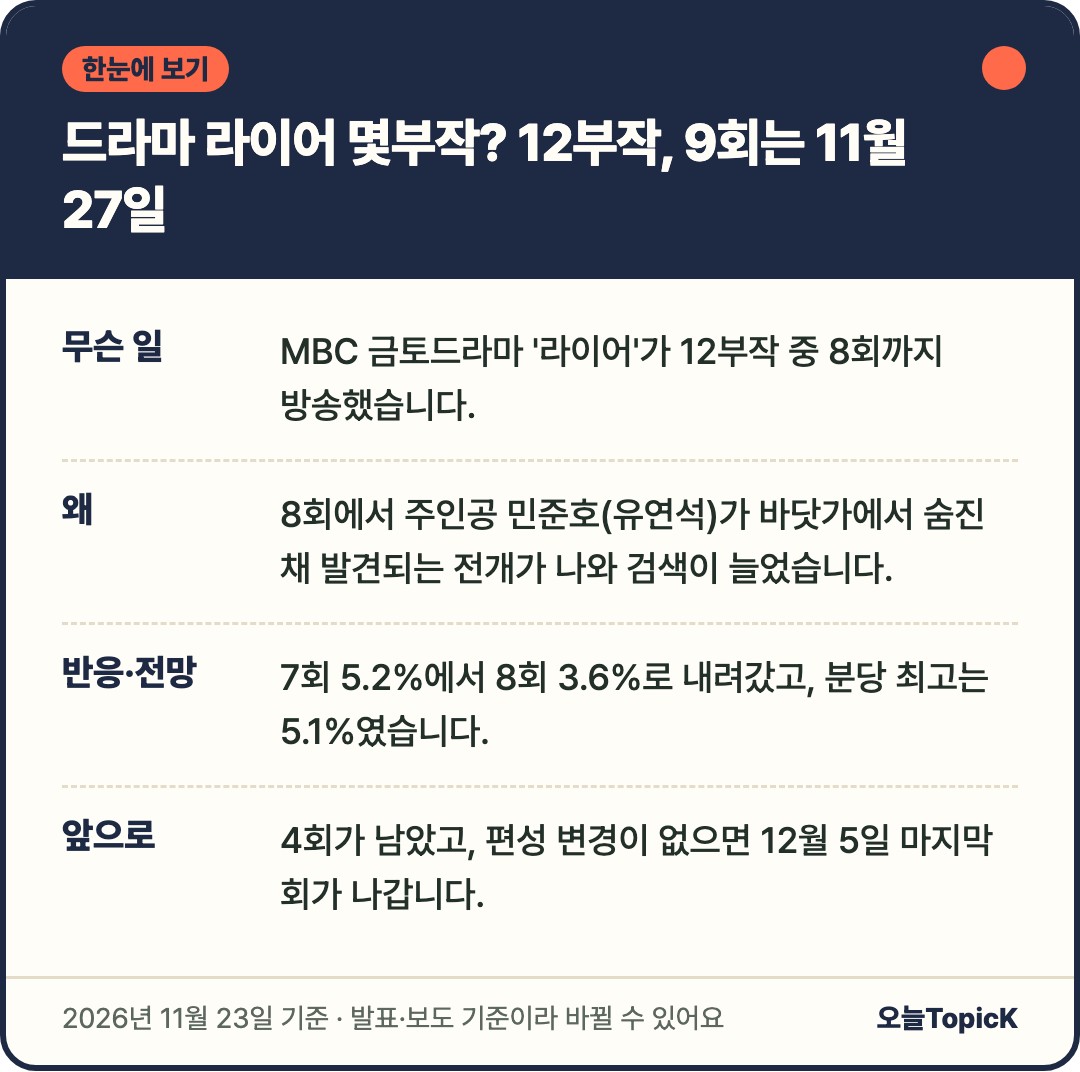 한눈에 보기
드라마 라이어 몇부작? 12부작, 9회는 11월
27일
무슨 일
MBC 금토드라마 '라이어'가 12부작 중 8회까지
방송했습니다.
왜
8회에서 주인공 민준호(유연석)가 바닷가에서 숨진
채 발견되는 전개가 나와 검색이 늘었습니다.
반응·전망
7회 5.2%에서 8회 3.6%로 내려갔고, 분당 최고는
5.1%였습니다.
앞으로
4회가 남았고, 편성 변경이 없으면 12월 5일 마지막
회가 나갑니다.
2026년 11월 23일 기준 · 발표·보도 기준이라 바뀔 수 있어요
오늘TopicK